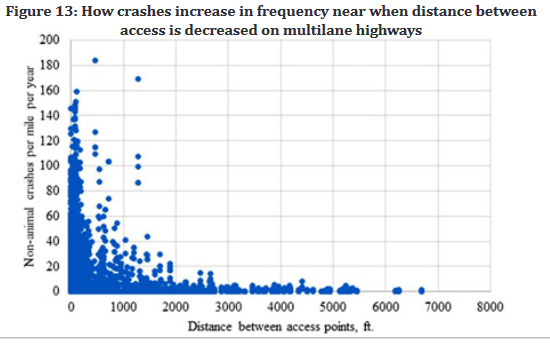 Figure 13: How crashes increase in frequency near when distance between
access is decreased on multilane highways
Non-animal crashes per mile per year
200
180
160
140
120
100
80
60
40
20
0
0 1000 2000 3000 4000 5000 6000 7000 8000
Distance between access points, ft.